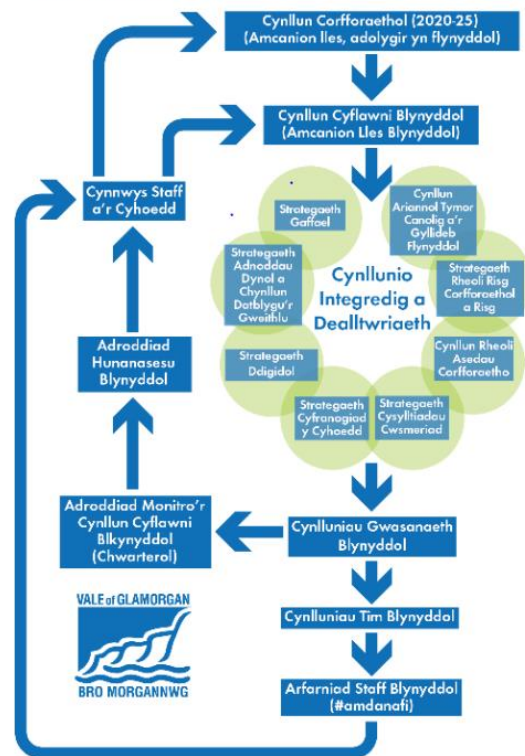 Cynllun Corfforaethol (2020-25)
(Amcanion lles, adolygir yn flynyddol)
Cynllun Cyflawni Blynyddol
(Amcanion Lles Blynyddol)
Cynnwys Staff
a'r Cyhoedd
Strategaeth
Gaffael
Cynllun
Ariannol Tymor
Canolig a'r
Gyllideb
Flynyddol
Strategaeth
Adnoddau
Dynol a
Chynllun
Datblygu'r
Gweithlu
Cynllunio
Integredig a
Dealltwriaeth
Strategaeth
Rheoli Risg
Corfforaethol
a Risg
Adroddiad
Hunanasesu
Blynyddol
Strategaeth
Ddigidol
Cynllun Rheoli
Asedau
Corfforaetho
Strategaeth
Cyfranogiad
y Cyhoedd
Strategaeth
Cysylltiadau
Cwsmeriad
Adroddiad Monitro'r
Cynllun Cyflawni
Blkynyddol
(Chwarterol)
Cynlluniau Gwasanaeth
Blynyddol
VALE of GLAMORGAN
BRO MORGANNWG
Cynlluniau Tim Blynyddol
Arfarniad Staff Blynyddol
(#amdanafi)